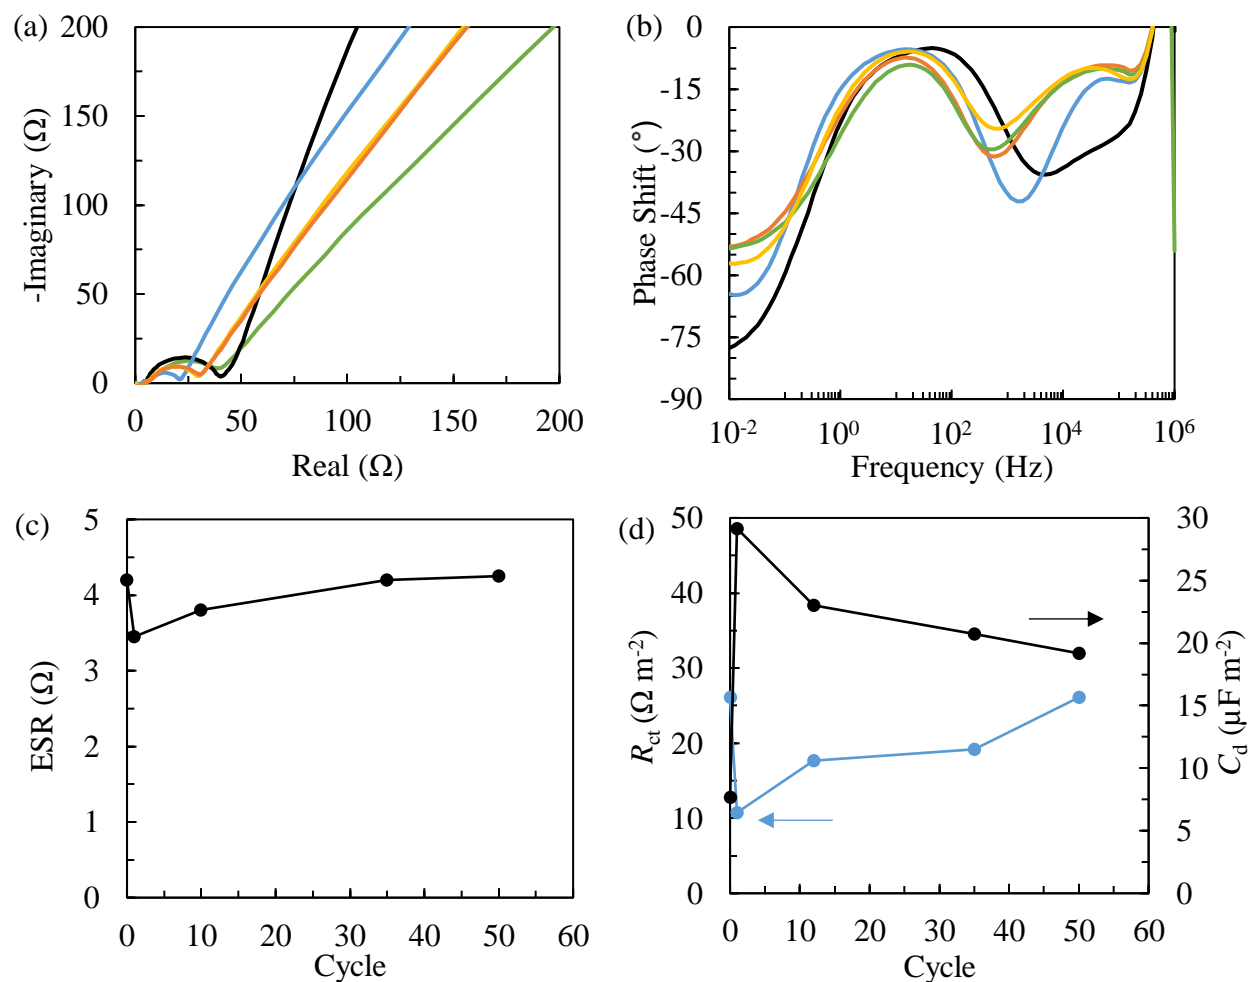 (a)
200
150
100
50
0
-Imaginary (Ω)
0 50 100 150 200
Real (Ω)
(b)
0
-15
-30
-45
-60
-75
-90
Phase Shift (°)
10⁻² 10⁰ 10² 10⁴ 10⁶
Frequency (Hz)
(c)
5
4
3
2
1
0
ESR (Ω)
0 10 20 30 40 50 60
Cycle
(d)
50
40
30
20
10
0
Rct (Ω m⁻²)
30
25
20
15
10
5
0
Cd (µF m⁻²)
0 10 20 30 40 50 60
Cycle